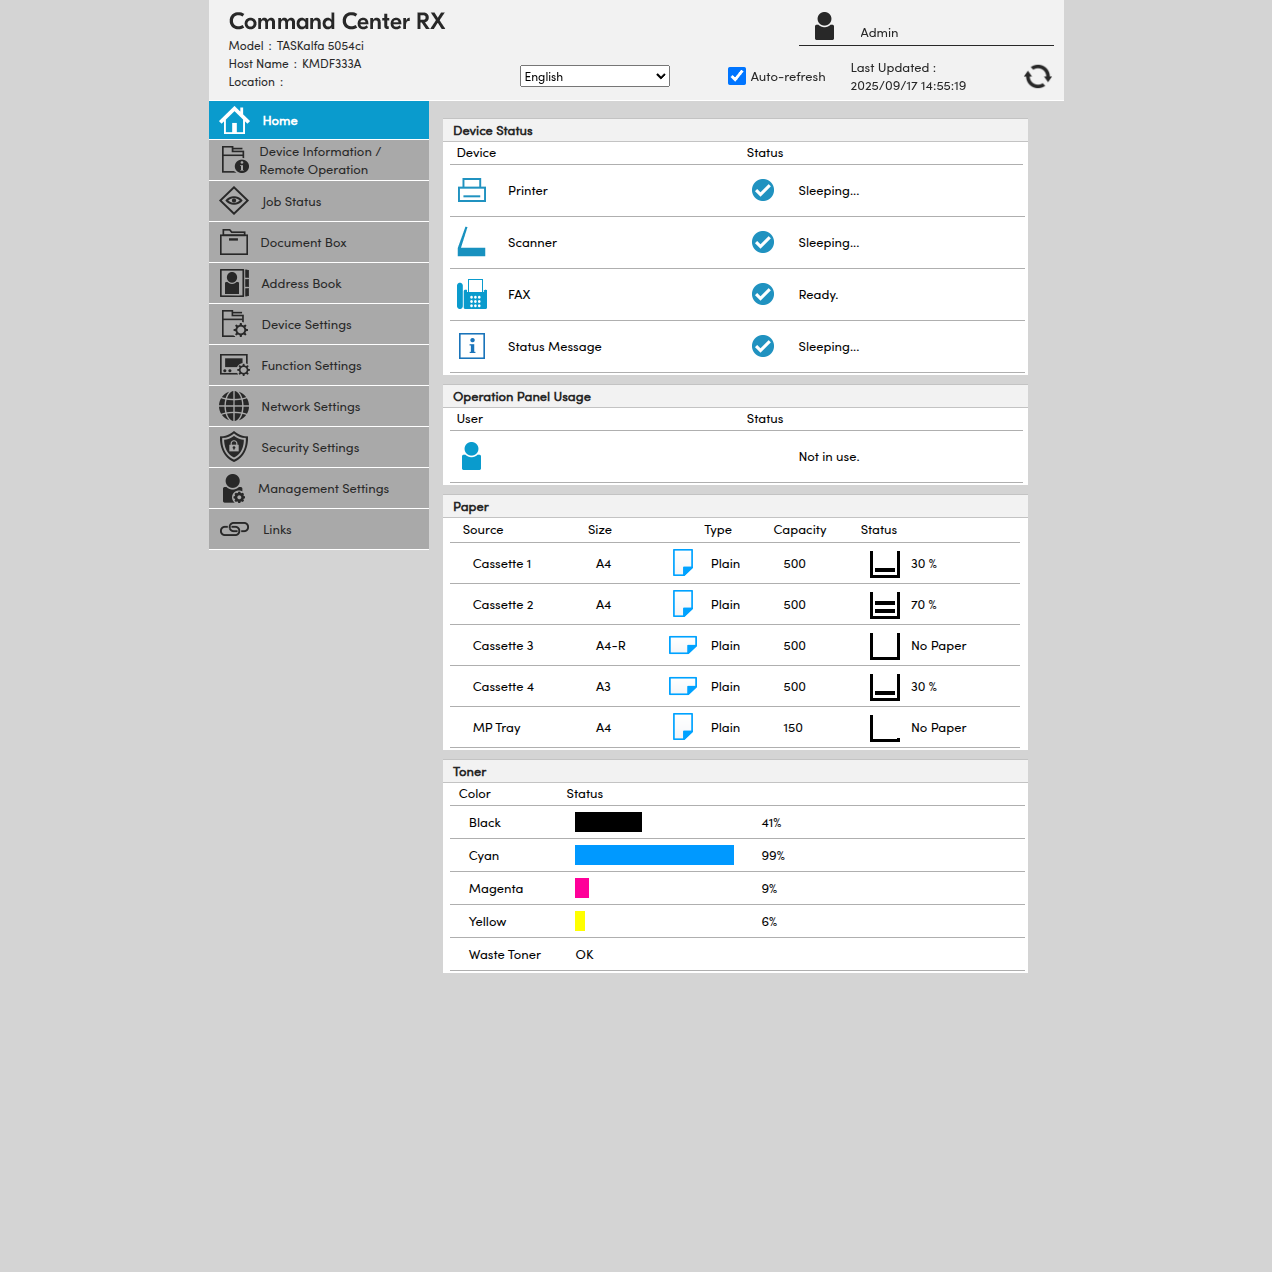 Command Center RX
Model : TASKalfa 5054ci
Host Name : KMDF333A
Location :
Admin
English
Auto-refresh
Last Updated :
2025/09/17 14:55:19
Home
Device Information /
Remote Operation
Job Status
Document Box
Address Book
Device Settings
Function Settings
Network Settings
Security Settings
Management Settings
Links
Device Status
Device Status
Printer Sleeping...
Scanner Sleeping...
FAX Ready.
Status Message Sleeping...
Operation Panel Usage
User Status
Not in use.
Paper
Source Size Type Capacity Status
Cassette 1 A4 Plain 500 30 %
Cassette 2 A4 Plain 500 70 %
Cassette 3 A4-R Plain 500 No Paper
Cassette 4 A3 Plain 500 30 %
MP Tray A4 Plain 150 No Paper
Toner
Color Status
Black 41%
Cyan 99%
Magenta 9%
Yellow 6%
Waste Toner OK